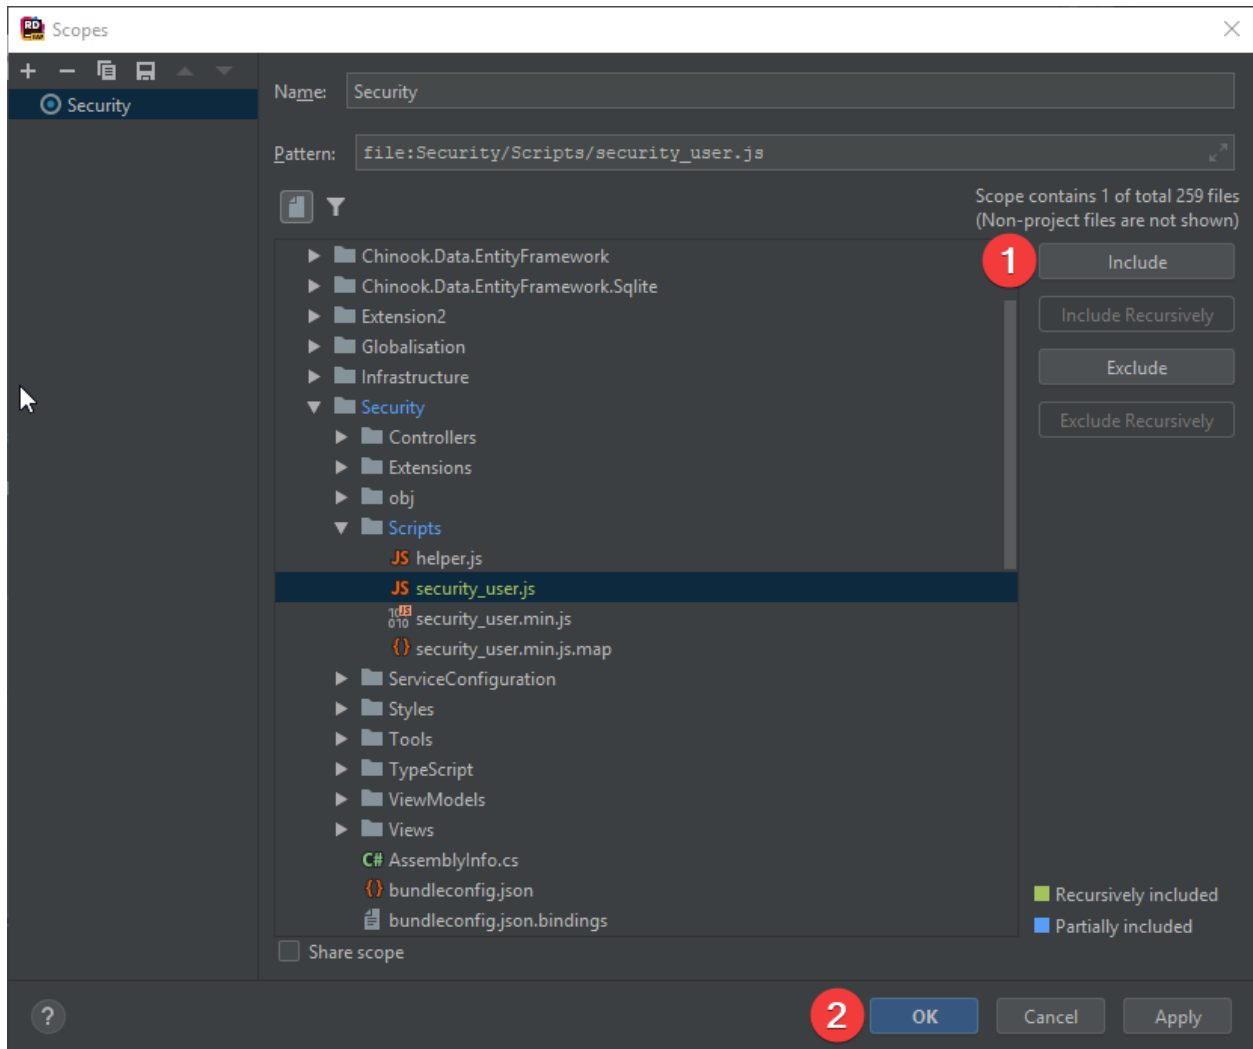 Scopes
Security
Name: Security
Pattern: file:Security/Scripts/security_user.js
Scope contains 1 of total 259 files
(Non-project files are not shown)
Chinook.Data.EntityFramework
1 Include
Chinook.Data.EntityFramework.Sqlite
Extension2
Include Recursively
Globalisation
Infrastructure
Exclude
Security
Controllers
Exclude Recursively
Extensions
obj
Scripts
JS helper.js
JS security_user.js
security_user.min.js
{} security_user.min.js.map
ServiceConfiguration
Styles
Tools
TypeScript
ViewModels
Views
C# AssemblyInfo.cs
{} bundleconfig.json
Recursively included
bundleconfig.json.bindings
Partially included
Share scope
? 2 OK Cancel Apply